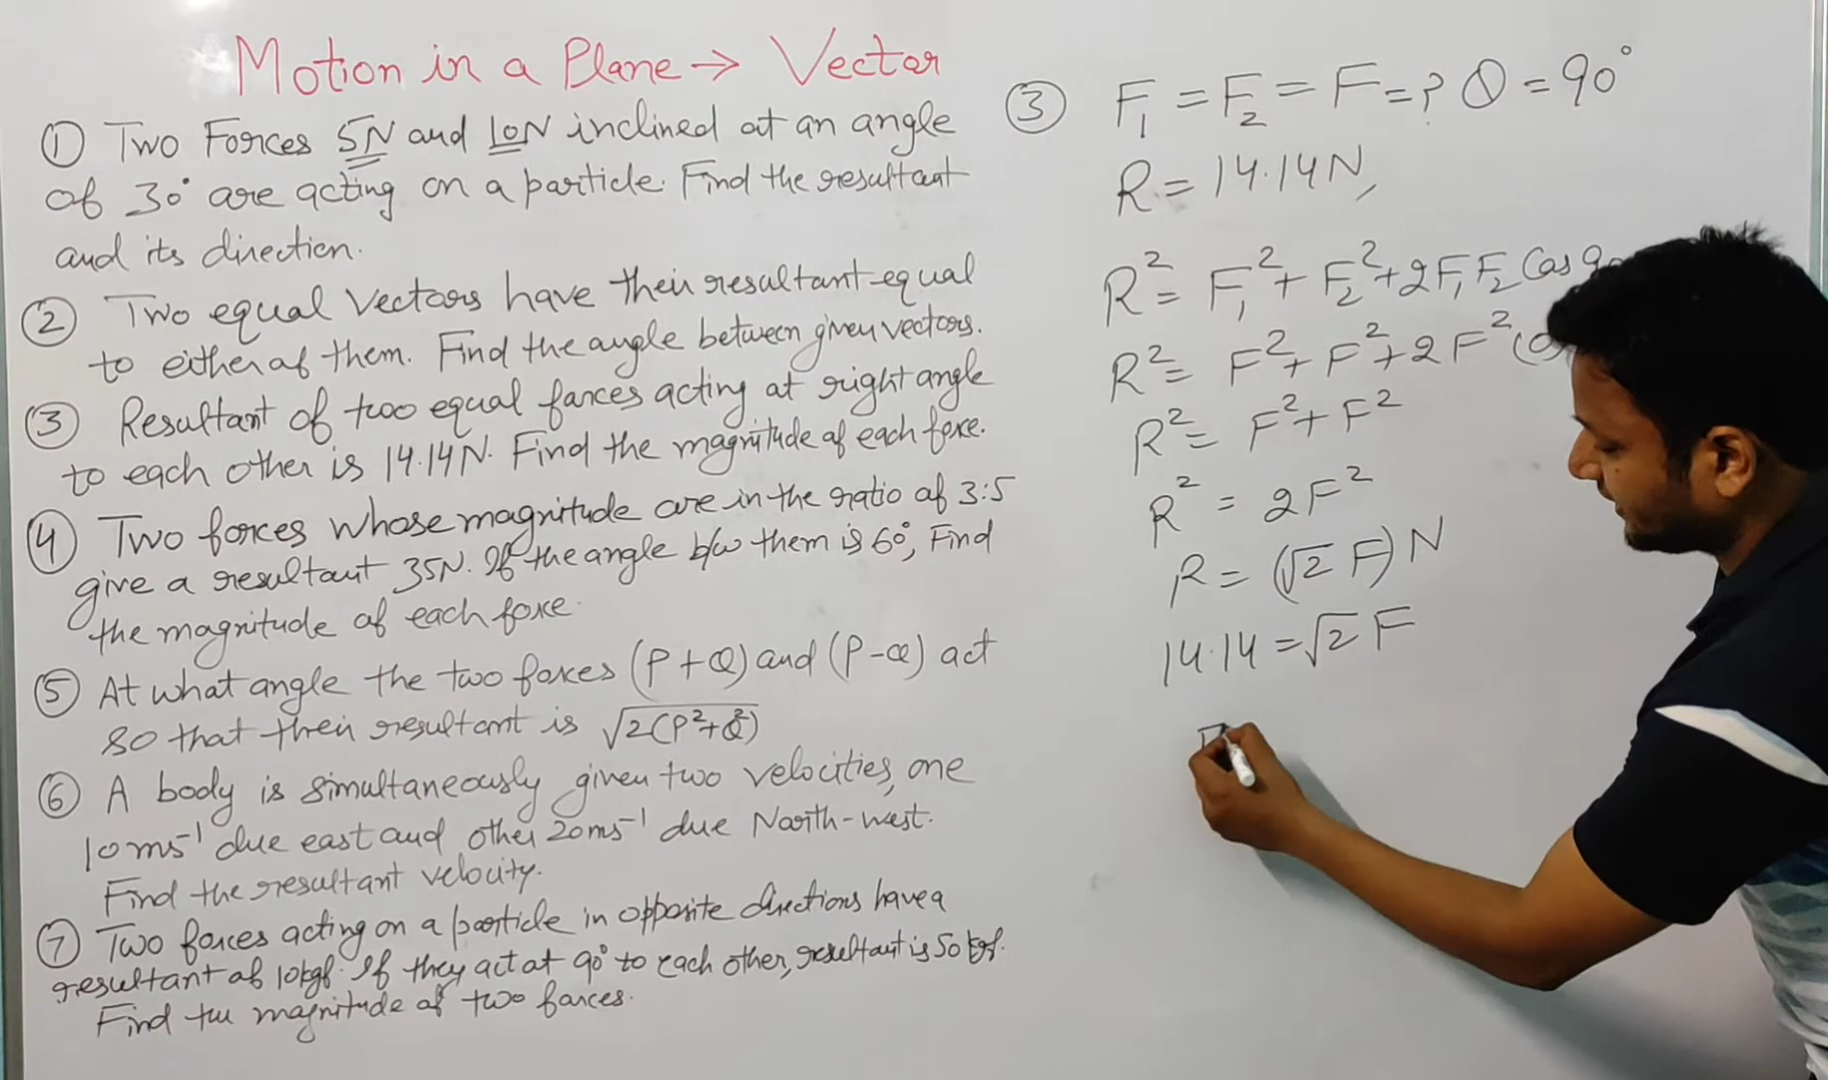 Motion in a Plane → Vector
① Two Forces 5N and 10N inclined at an angle
of 30° are acting on a particle. Find the resultant
and its direction.
② Two equal Vectors have their resultant equal
to either of them. Find the angle between given vectors.
③ Resultant of two equal forces acting at right angle
to each other is 14.14N. Find the magnitude of each force.
④ Two forces whose magnitude are in the ratio of 3:5
give a resultant 35N. If the angle b/w them is 60°, Find
the magnitude of each force.
⑤ At what angle the two forces (P+Q) and (P-Q) act
so that their resultant is √2(P²+Q²)
⑥ A body is simultaneously given two velocities, one
10ms⁻¹ due east and other 20ms⁻¹ due North-west.
Find the resultant velocity.
⑦ Two forces acting on a particle in opposite directions have a
resultant of 10kgf. If they act at 90° to each other, resultant is 50 kgf.
Find the magnitude of two forces.
③ F₁ = F₂ = F = ? θ = 90°
R = 14.14N,
R² = F₁² + F₂² + 2F₁F₂ Cos
R² = F² + F² + 2F²
R² = F² + F²
R² = 2F²
R = (√2 F) N
14.14 = √2 F